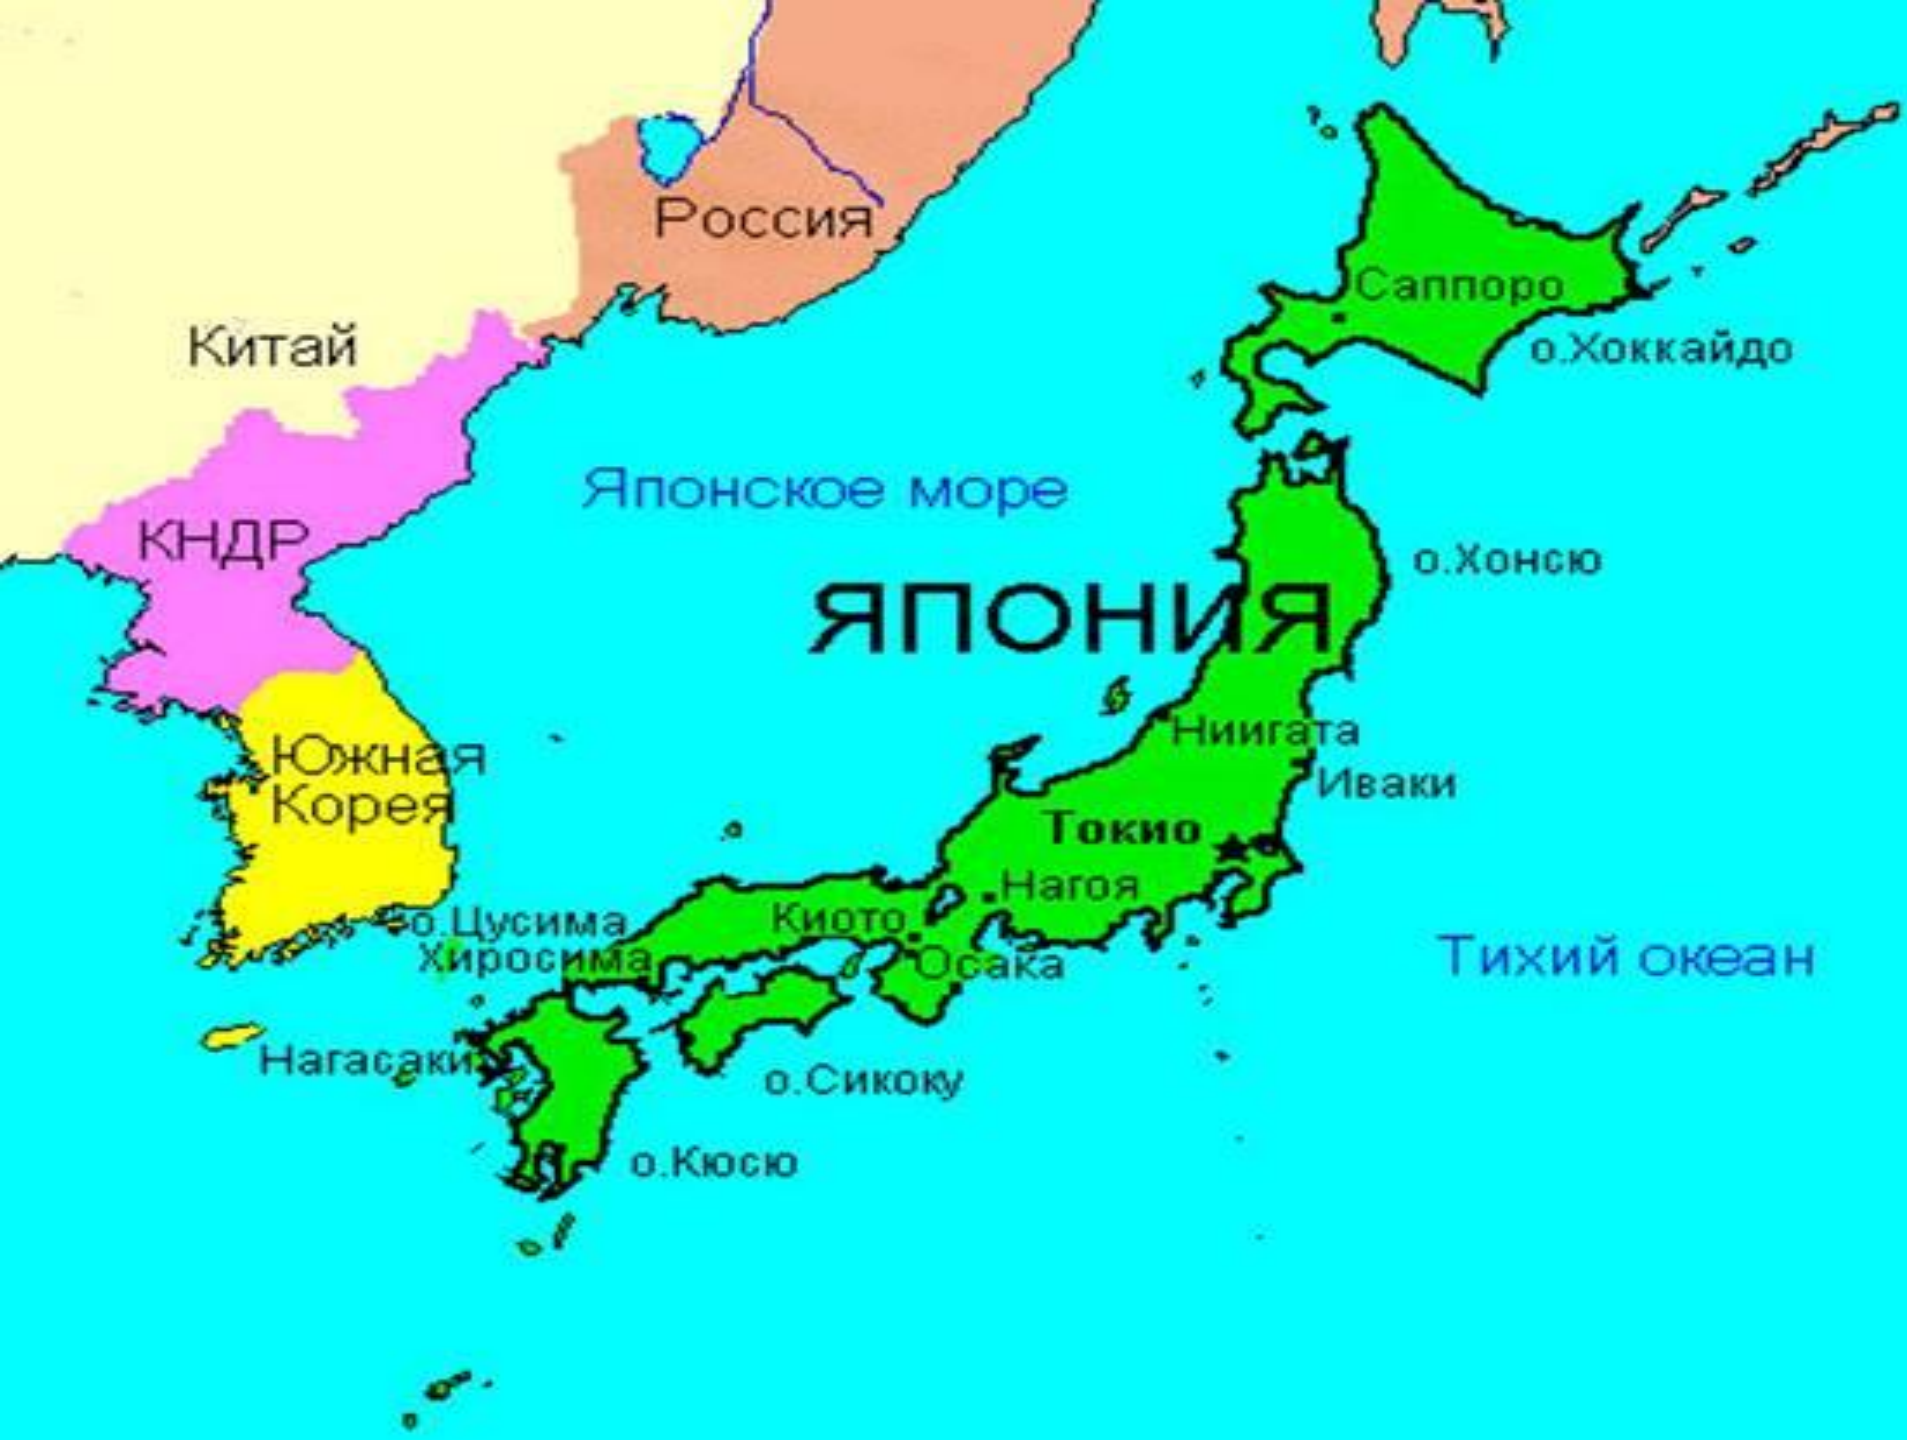 Россия
Саппоро
Китай
о.Хоккайдо
Японское море
КНДР
о.Хонсю
ЯПОНИЯ
Ниигата
Южная
Корея
Иваки
Токио
Нагоя
о.Цусима
Киото
Хиросима
Осака
Тихий океан
Нагасаки
о.Сикоку
о.Кюсю